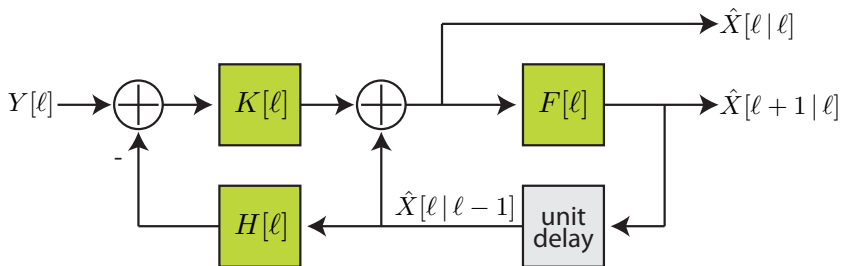 X̂[ℓ | ℓ]
Y[ℓ]
K[ℓ]
F[ℓ]
X̂[ℓ + 1 | ℓ]
-
H[ℓ]
X̂[ℓ | ℓ − 1]
unit
delay